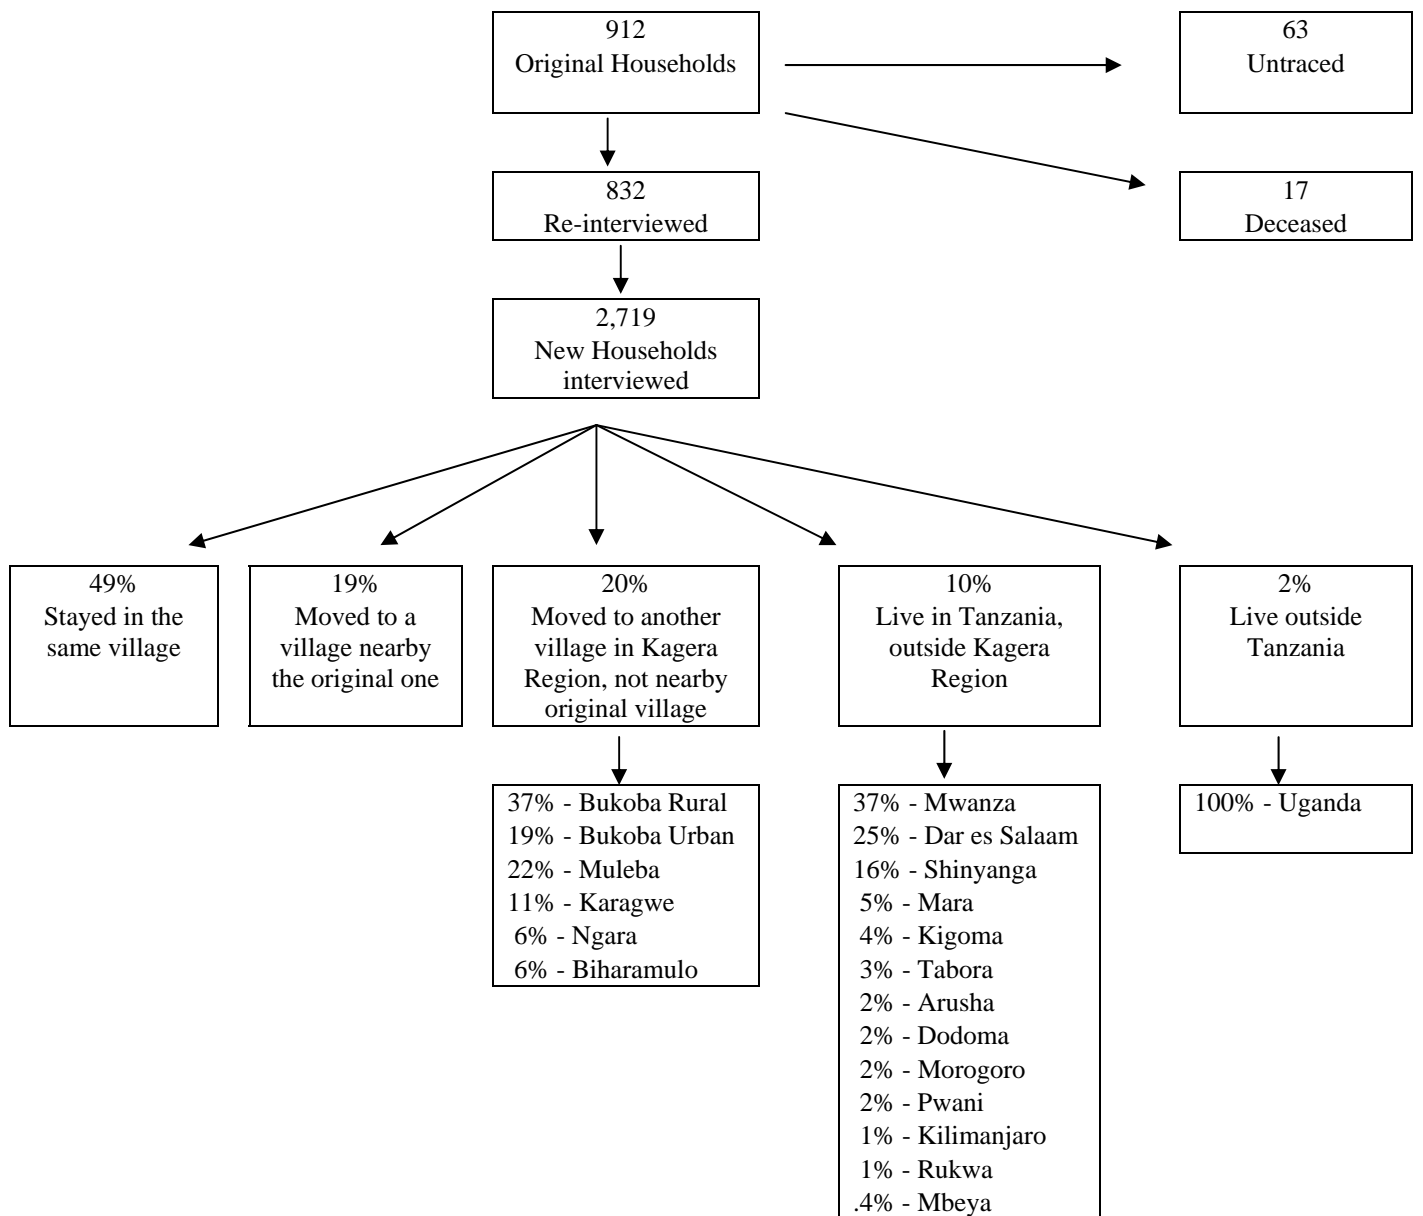 912
Original Households
63
Untraced
832
Re-interviewed
17
Deceased
2,719
New Households
interviewed
49%
Stayed in the
same village
19%
Moved to a
village nearby
the original one
20%
Moved to another
village in Kagera
Region, not nearby
original village
10%
Live in Tanzania,
outside Kagera
Region
2%
Live outside
Tanzania
37% - Bukoba Rural
19% - Bukoba Urban
22% - Muleba
11% - Karagwe
6% - Ngara
6% - Biharamulo
37% - Mwanza
25% - Dar es Salaam
16% - Shinyanga
5% - Mara
4% - Kigoma
3% - Tabora
2% - Arusha
2% - Dodoma
2% - Morogoro
2% - Pwani
1% - Kilimanjaro
1% - Rukwa
.4% - Mbeya
100% - Uganda